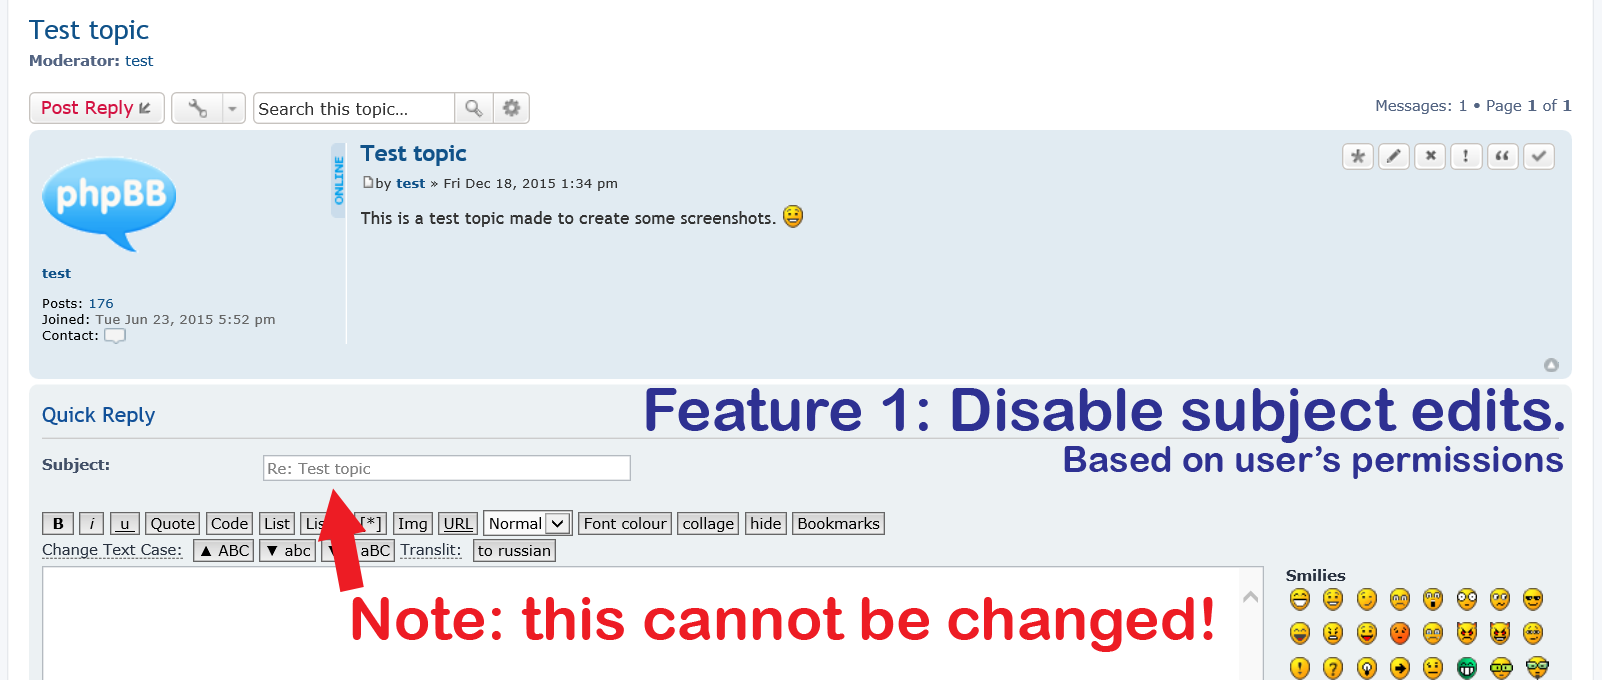 Test topic
Moderator: test
Post Reply
Search this topic...
Messages: 1 • Page 1 of 1
phpBB
ONLINE
Test topic
by test » Fri Dec 18, 2015 1:34 pm
This is a test topic made to create some screenshots.
test
Posts: 176
Joined: Tue Jun 23, 2015 5:52 pm
Contact:
Feature 1: Disable subject edits.
Based on user's permissions
Quick Reply
Subject: Re: Test topic
B i u Quote Code List [*] Img URL Normal Font colour collage hide Bookmarks
Change Text Case: ▲ ABC ▼ abc aBC Translit: to russian
Note: this cannot be changed!
Smilies